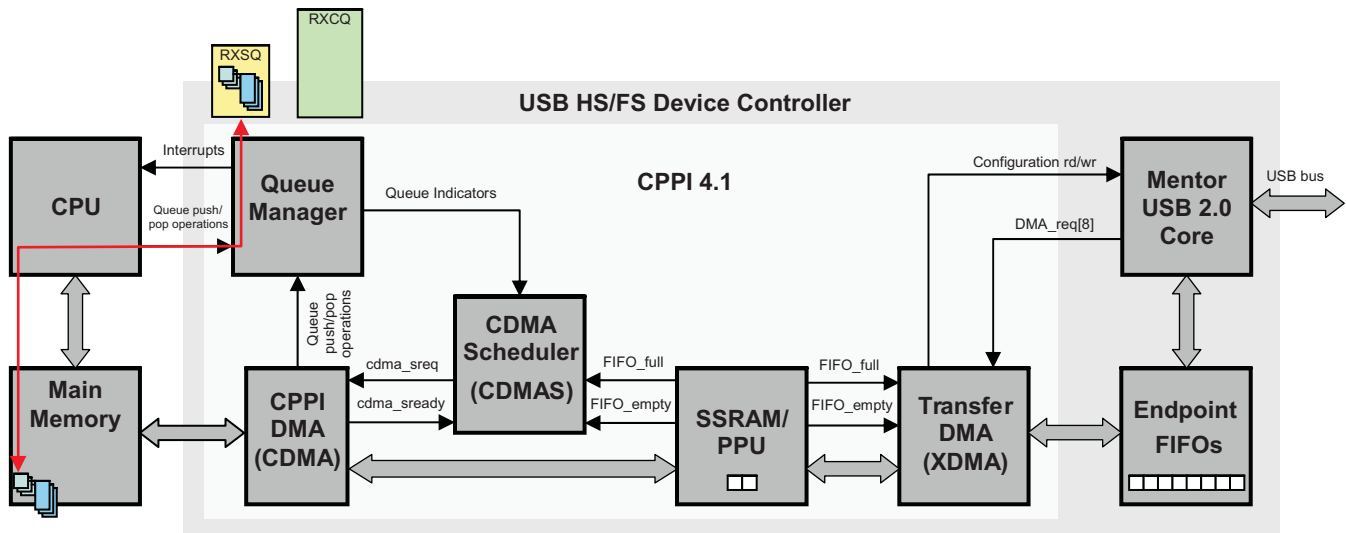 RXCQ
RXSQ
USB HS/FS Device Controller
CPU
Interrupts
Queue push/
pop operations
Queue
Manager
Queue Indicators
CPPI 4.1
Configuration rd/wr
DMA_req[8]
Mentor
USB 2.0
Core
USB bus
Queue
push/pop
operations
CDMA
Scheduler
(CDMAS)
Main
Memory
CPPI
DMA
(CDMA)
cdma_sreq
cdma_sready
FIFO_full
FIFO_empty
SSRAM/
PPU
FIFO_full
FIFO_empty
Transfer
DMA
(XDMA)
Endpoint
FIFOs